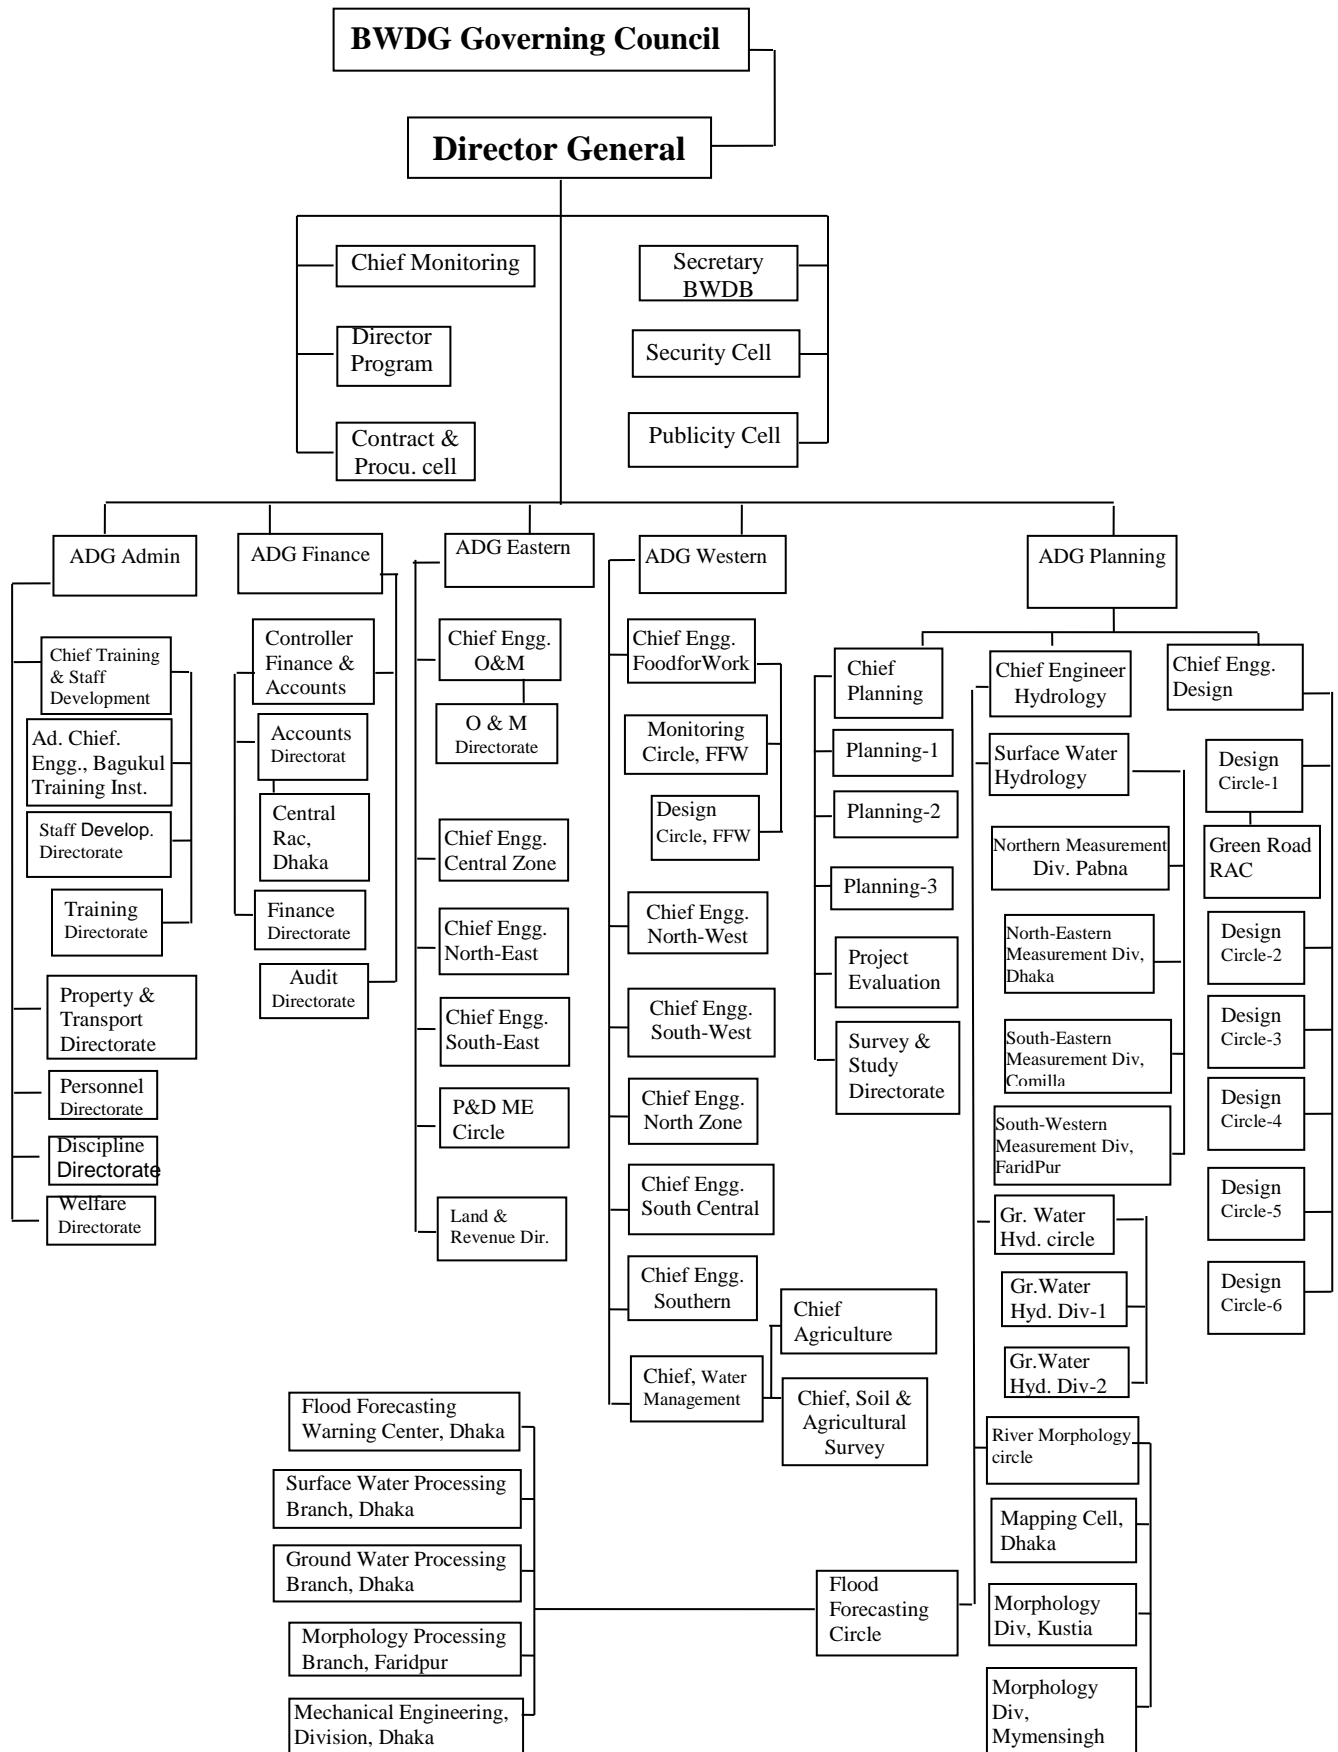 BWDG Governing Council
Director General
Chief Monitoring
Director
Program
Contract &
Procu. cell
Secretary
BWDB
Security Cell
Publicity Cell
ADG Admin
ADG Finance
ADG Eastern
ADG Western
ADG Planning
Chief Training
& Staff
Development
Ad. Chief.
Engg., Bagukul
Training Inst.
Staff Develop.
Directorate
Training
Directorate
Property &
Transport
Directorate
Personnel
Directorate
Discipline
Directorate
Welfare
Directorate
Controller
Finance &
Accounts
Accounts
Directorat
Central
Rac,
Dhaka
Finance
Directorate
Audit
Directorate
Chief Engg.
O&M
O & M
Directorate
Chief Engg.
Central Zone
Chief Engg.
North-East
Chief Engg.
South-East
P&D ME
Circle
Land &
Revenue Dir.
Chief Engg.
FoodforWork
Monitoring
Circle, FFW
Design
Circle, FFW
Chief Engg.
North-West
Chief Engg.
South-West
Chief Engg.
North Zone
Chief Engg.
South Central
Chief Engg.
Southern
Chief, Water
Management
Chief
Agriculture
Chief, Soil &
Agricultural
Survey
Chief
Planning
Planning-1
Planning-2
Planning-3
Project
Evaluation
Survey &
Study
Directorate
Chief Engineer
Hydrology
Surface Water
Hydrology
Northern Measurement
Div. Pabna
North-Eastern
Measurement Div,
Dhaka
South-Eastern
Measurement Div,
Comilla
South-Western
Measurement Div,
FaridPur
Gr. Water
Hyd. circle
Gr.Water
Hyd. Div-1
Gr.Water
Hyd. Div-2
River Morphology
circle
Mapping Cell,
Dhaka
Morphology
Div, Kustia
Morphology
Div,
Mymensingh
Chief Engg.
Design
Design
Circle-1
Green Road
RAC
Design
Circle-2
Design
Circle-3
Design
Circle-4
Design
Circle-5
Design
Circle-6
Flood
Forecasting
Circle
Flood Forecasting
Warning Center, Dhaka
Surface Water Processing
Branch, Dhaka
Ground Water Processing
Branch, Dhaka
Morphology Processing
Branch, Faridpur
Mechanical Engineering,
Division, Dhaka